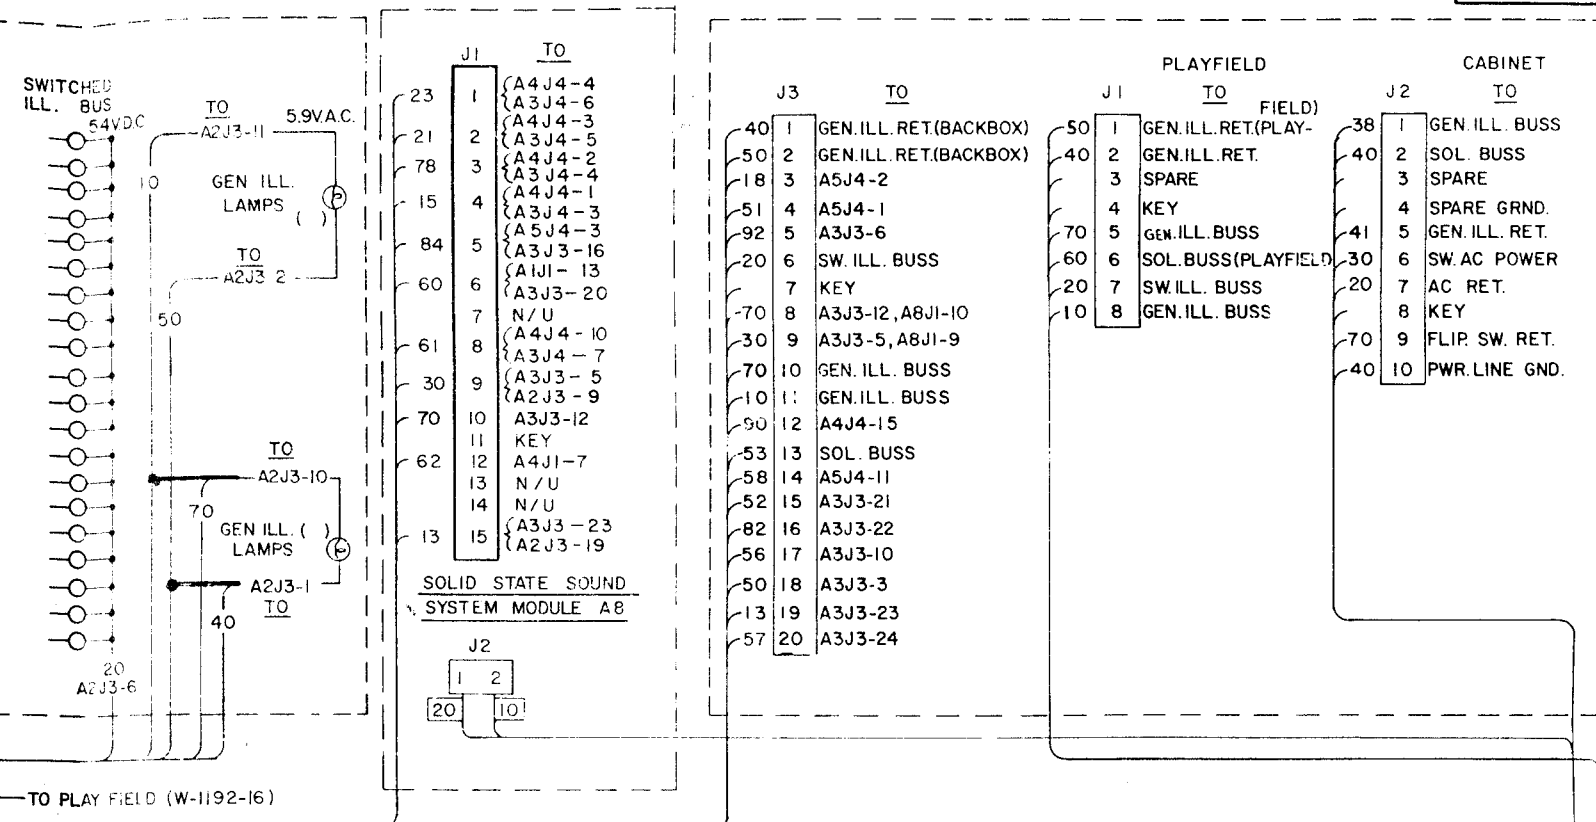 SWITCHED
ILL. BUS
54VD.C
TO
A2J3-11
5.9V.A.C.
10
GEN ILL.
LAMPS
( )
TO
A2J3 2
50
TO
A2J3-10
70
GEN ILL. ( )
LAMPS
A2J3-1
TO
40
20
A2J3-6
TO PLAY FIELD (W-1192-16)
J1 TO
23 1 A4J4-4
A3J4-6
21 2 A4J4-3
A3J4-5
78 3 A4J4-2
A3J4-4
15 4 A4J4-1
A3J4-3
84 5 A5J4-3
A3J3-16
60 6 A1J1-13
A3J3-20
7 N/U
61 8 A4J4-10
A3J4-7
30 9 A3J3-5
A2J3-9
70 10 A3J3-12
11 KEY
62 12 A4J1-7
13 N/U
14 N/U
13 15 A3J3-23
A2J3-19
SOLID STATE SOUND
SYSTEM MODULE A8
J2
1 2
20 10
J3 TO
40 1 GEN.ILL.RET.(BACKBOX)
50 2 GEN.ILL.RET.(BACKBOX)
18 3 A5J4-2
51 4 A5J4-1
92 5 A3J3-6
20 6 SW. ILL. BUSS
7 KEY
70 8 A3J3-12,A8J1-10
30 9 A3J3-5,A8J1-9
70 10 GEN. ILL. BUSS
10 11 GEN.ILL. BUSS
90 12 A4J4-15
53 13 SOL. BUSS
58 14 A5J4-11
52 15 A3J3-21
82 16 A3J3-22
56 17 A3J3-10
50 18 A3J3-3
13 19 A3J3-23
57 20 A3J3-24
PLAYFIELD
J1 TO
FIELD)
50 1 GEN.ILL.RET.(PLAY-
40 2 GEN.ILL.RET.
3 SPARE
4 KEY
70 5 GEN.ILL.BUSS
60 6 SOL.BUSS(PLAYFIELD
20 7 SW.ILL. BUSS
10 8 GEN.ILL. BUSS
CABINET
J2 TO
38 1 GEN. ILL. BUSS
40 2 SOL. BUSS
3 SPARE
4 SPARE GRND.
41 5 GEN. ILL. RET.
30 6 SW. AC POWER
20 7 AC RET.
8 KEY
70 9 FLIP. SW. RET.
40 10 PWR. LINE GND.